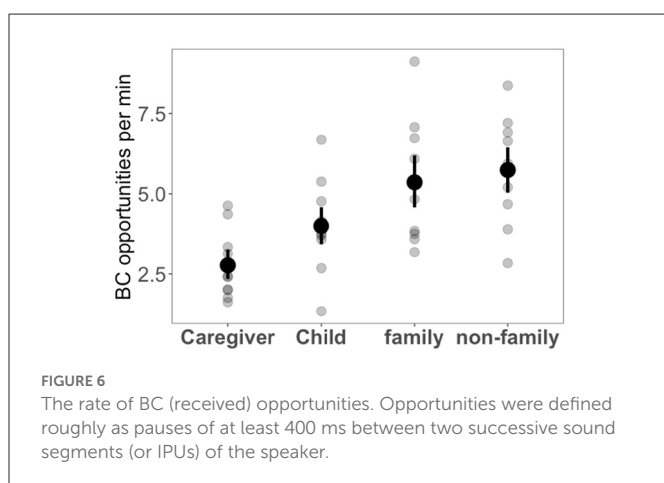 BC opportunities per min
7.5
5.0
2.5
Caregiver Child family non-family
FIGURE 6
The rate of BC (received) opportunities. Opportunities were defined
roughly as pauses of at least 400 ms between two successive sound
segments (or IPUs) of the speaker.